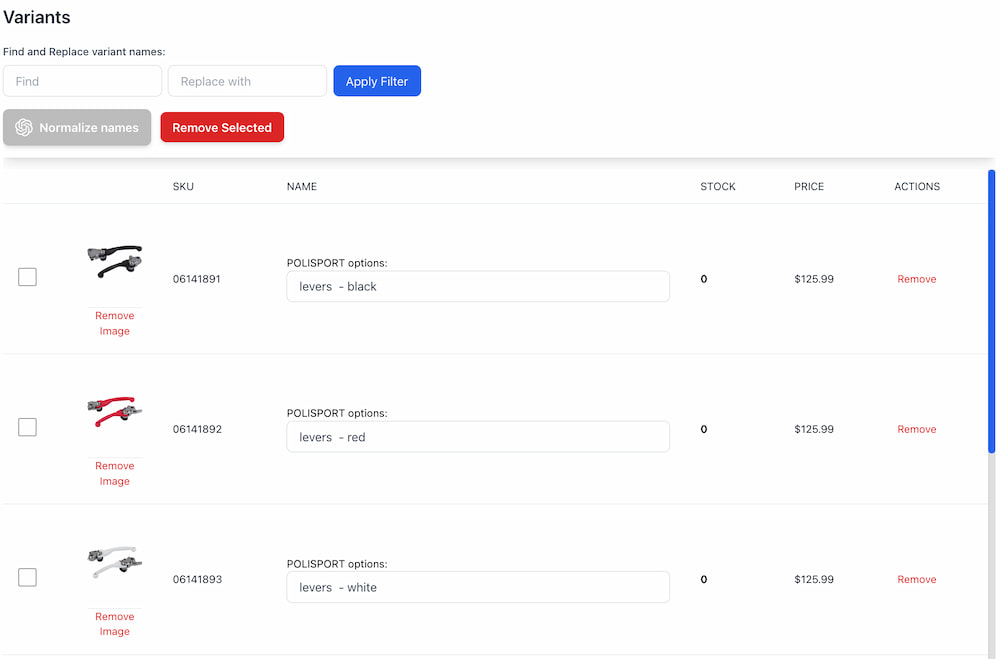 Variants
Find and Replace variant names:
Find Replace with Apply Filter
Normalize names Remove Selected
SKU NAME STOCK PRICE ACTIONS
POLISPORT options:
06141891 levers  - black 0 $125.99 Remove
Remove
Image
POLISPORT options:
06141892 levers  - red 0 $125.99 Remove
Remove
Image
POLISPORT options:
06141893 levers  - white 0 $125.99 Remove
Remove
Image